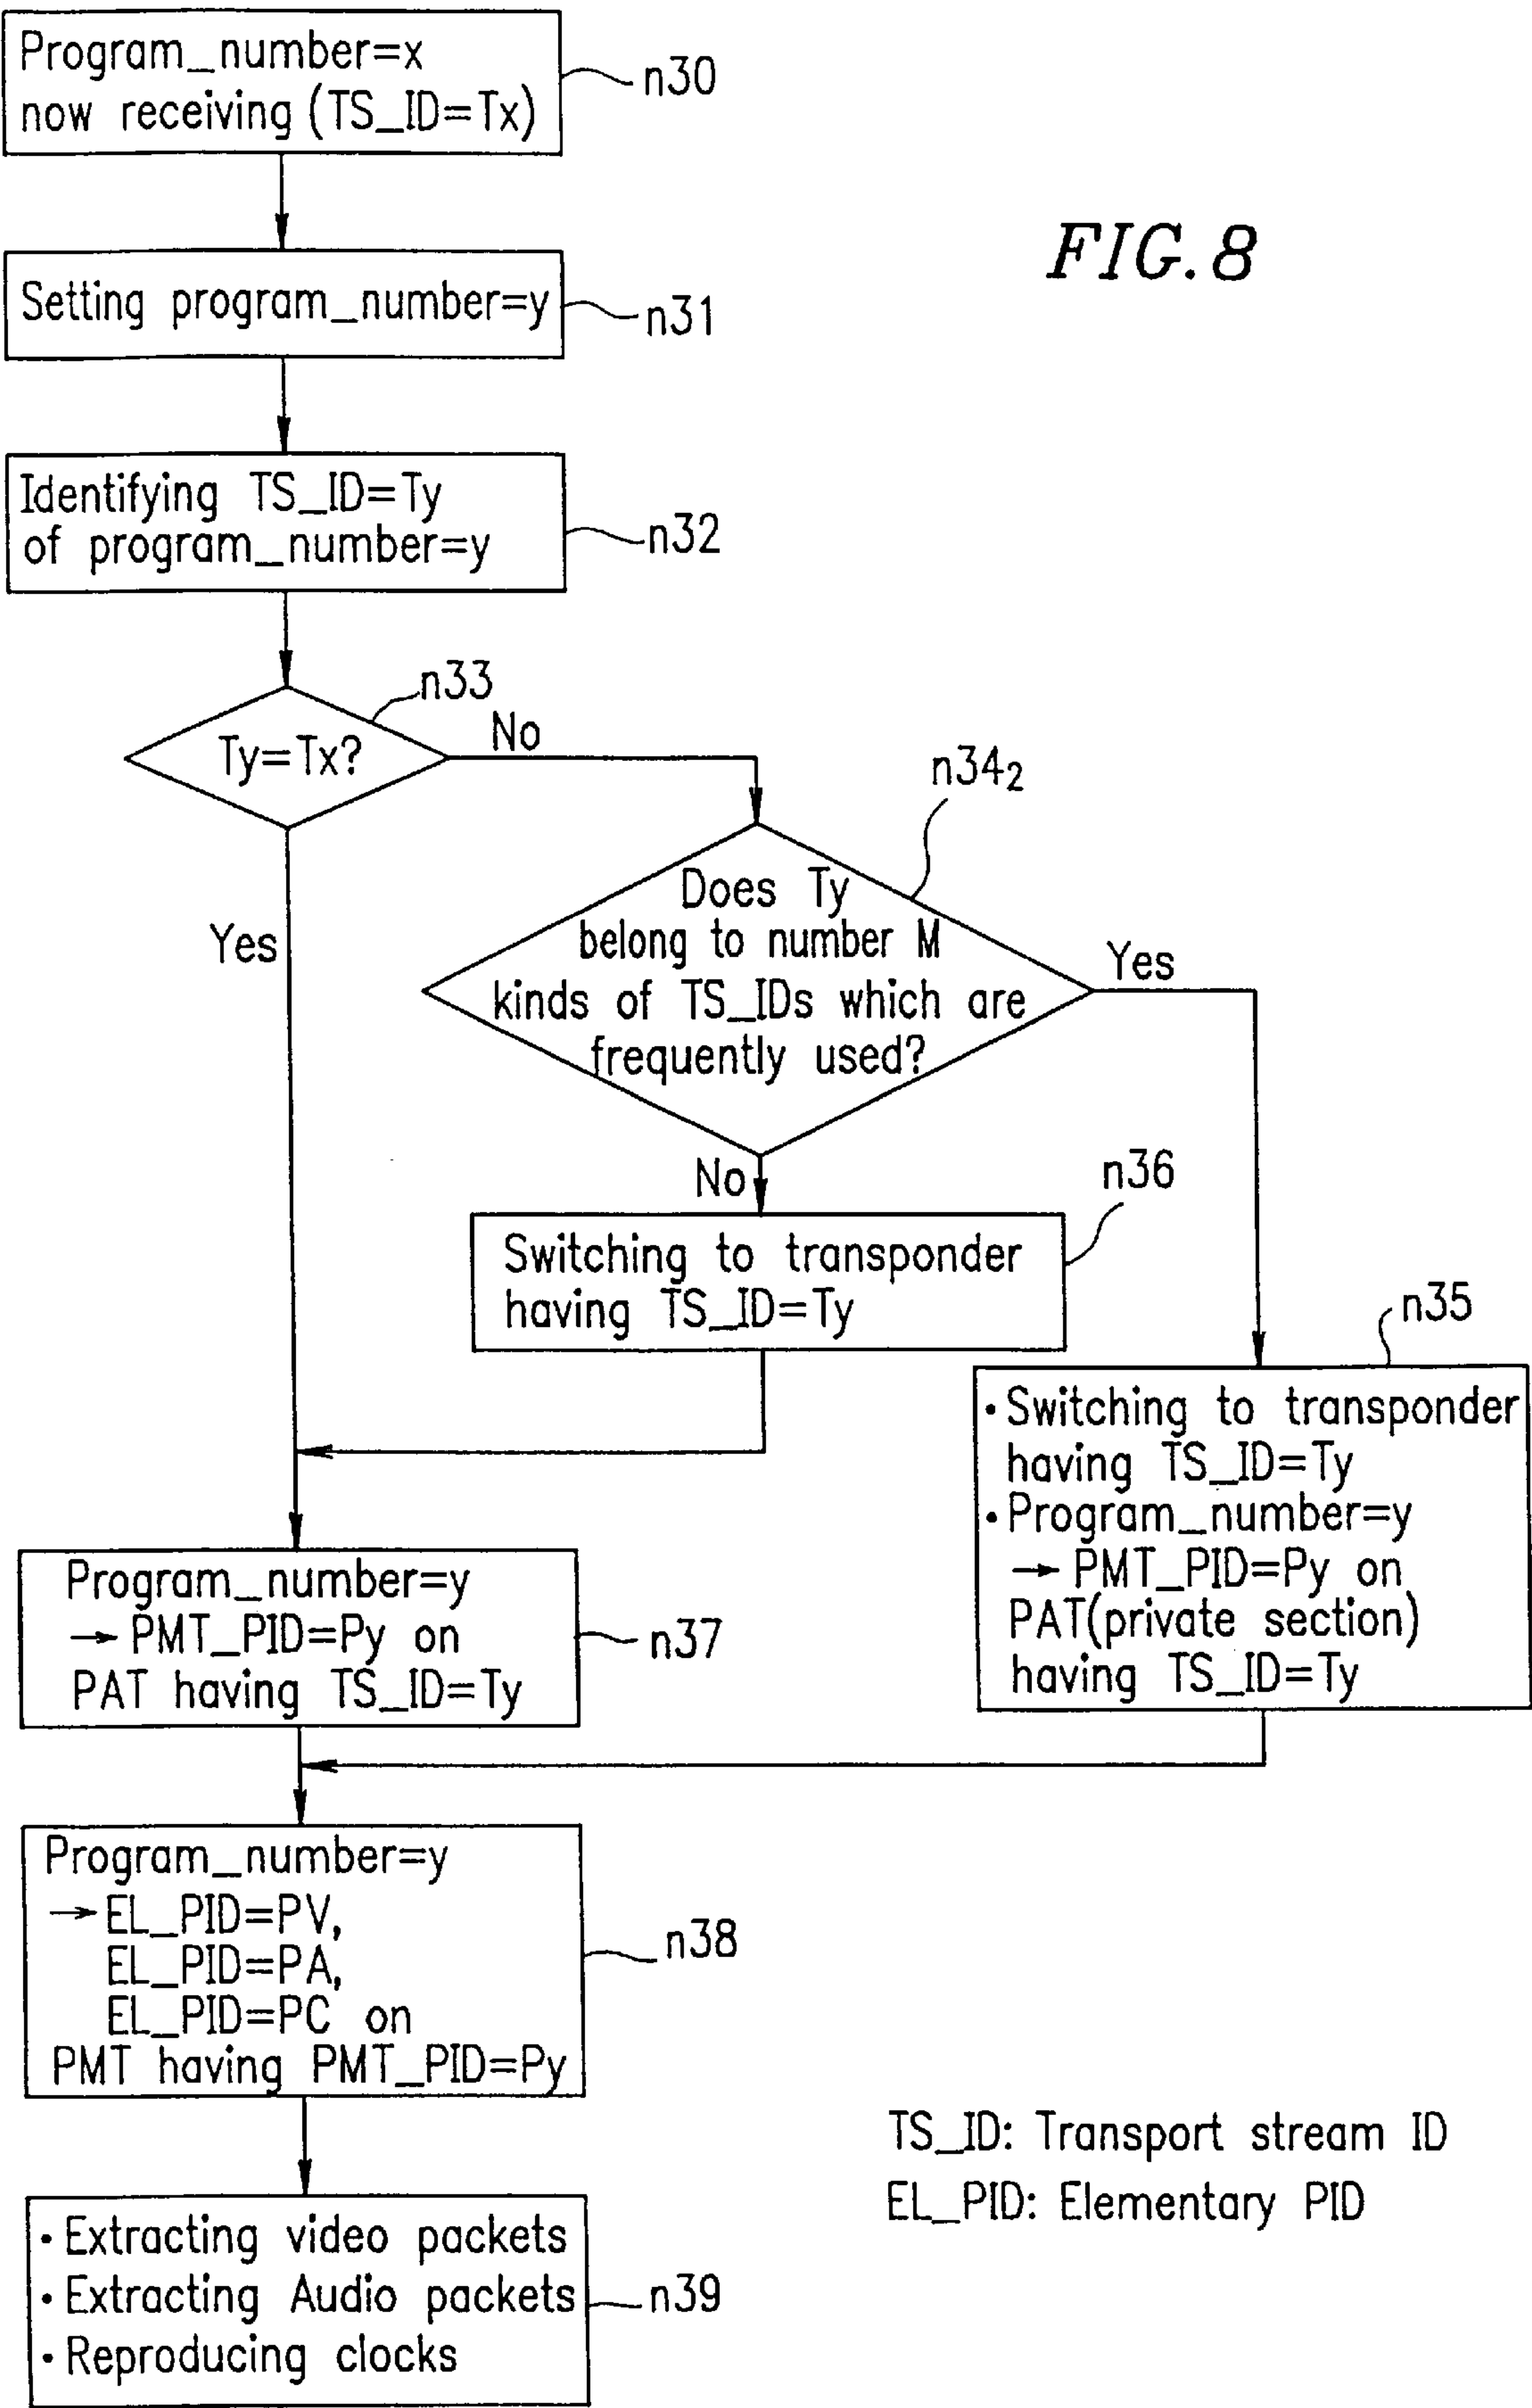 Program_number=x
now receiving (TS_ID=Tx)
n30
FIG. 8
Setting program_number=y
n31
Identifying TS_ID=Ty
of program_number=y
n32
n33
Ty=Tx?
No
n34₂
Does Ty
belong to number M
kinds of TS_IDs which are
frequently used?
Yes
Yes
No
n36
Switching to transponder
having TS_ID=Ty
n35
• Switching to transponder
having TS_ID=Ty
• Program_number=y
→ PMT_PID=Py on
PAT(private section)
having TS_ID=Ty
Program_number=y
→ PMT_PID=Py on
PAT having TS_ID=Ty
n37
Program_number=y
→ EL_PID=PV,
EL_PID=PA,
EL_PID=PC on
PMT having PMT_PID=Py
n38
TS_ID: Transport stream ID
EL_PID: Elementary PID
• Extracting video packets
• Extracting Audio packets
• Reproducing clocks
n39